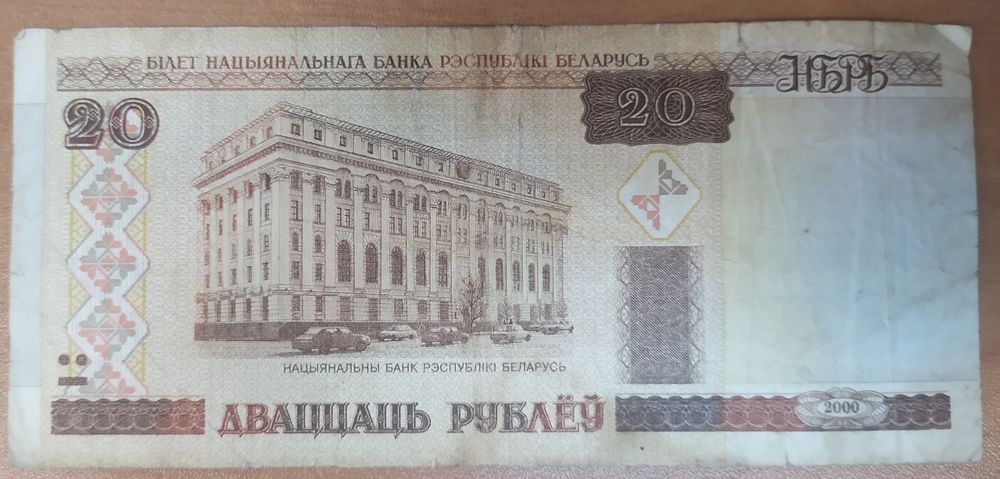 БІЛЕТ НАЦЫЯНАЛЬНАГА БАНКА РЭСПУБЛІКІ БЕЛАРУСЬ
НБРБ
20
20
НАЦЫЯНАЛЬНЫ БАНК РЭСПУБЛІКІ БЕЛАРУСЬ
ДВАЦЦАЦЬ РУБЛЁЎ
2000